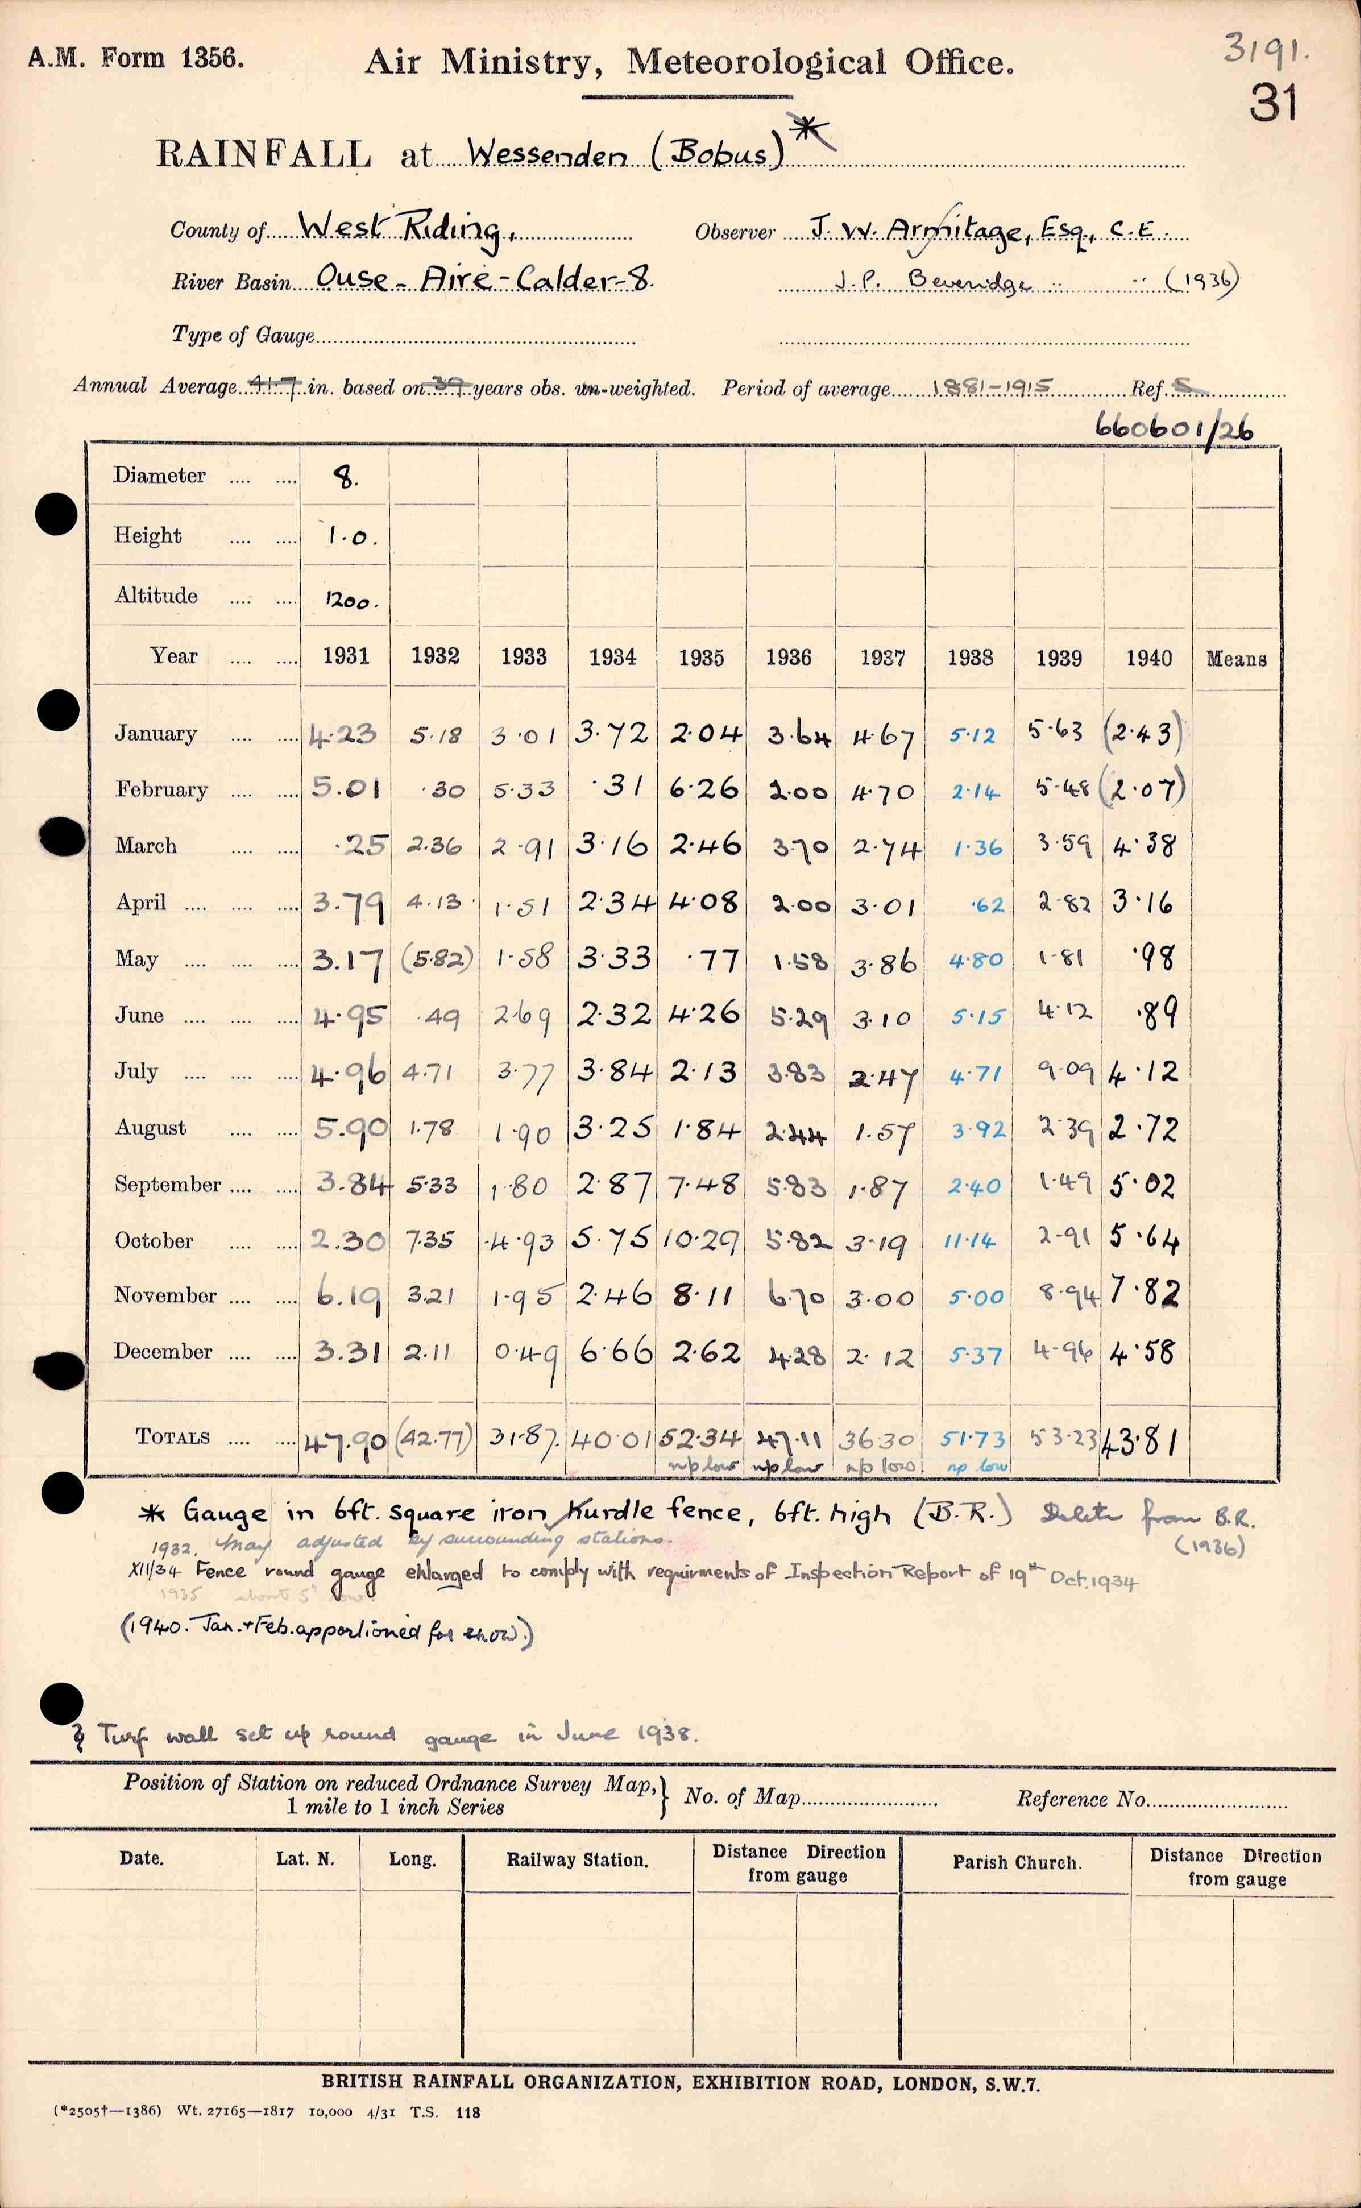 A.M. Form 1356.
Air Ministry, Meteorological Office.
3191.
31
RAINFALL at Wessenden (Bobus) *
County of West Riding, Observer J. W. Armitage, Esq., C.E.
River Basin Ouse-Aire-Calder-8 J. P. Beveridge " " (1936)
Type of Gauge
Annual Average 41.7 in. based on 39 years obs. un-weighted. Period of average 1881-1915 Ref. S
660601/26
Diameter 8.
Height 1.0.
Altitude 1200.
Year 1931 1932 1933 1934 1935 1936 1937 1938 1939 1940 Means
January 4.23 5.18 3.01 3.72 2.04 3.64 4.67 5.12 5.63 (2.43)
February 5.01 .30 5.33 .31 6.26 2.00 4.70 2.14 5.48 (2.07)
March .25 2.36 2.91 3.16 2.46 3.70 2.74 1.36 3.59 4.38
April 3.79 4.13 1.51 2.34 4.08 2.00 3.01 .62 2.82 3.16
May 3.17 (5.82) 1.58 3.33 .77 1.58 3.86 4.80 1.81 .98
June 4.95 .49 2.69 2.32 4.26 5.29 3.10 5.15 4.12 .89
July 4.96 4.71 3.77 3.84 2.13 3.83 2.47 4.71 9.09 4.12
August 5.90 1.78 1.90 3.25 1.84 2.44 1.57 3.92 2.39 2.72
September 3.84 5.33 1.80 2.87 7.48 5.83 1.87 2.40 1.49 5.02
October 2.30 7.35 4.93 5.75 10.29 5.82 3.19 11.14 2.91 5.64
November 6.19 3.21 1.95 2.46 8.11 6.70 3.00 5.00 8.94 7.82
December 3.31 2.11 0.49 6.66 2.62 4.28 2.12 5.37 4.96 4.58
TOTALS 47.90 (42.77) 31.87. 40.01 52.34 47.11 36.30 51.73 53.23 43.81
np low np low np low np low
* Gauge in 6ft. square iron hurdle fence, 6ft. high (B.R.) Delete from B.R.
(1936)
1932. May adjusted by surrounding stations.
XII/34 Fence round gauge enlarged to comply with requirments of Inspection Report of 19th Oct. 1934
1935 about 5" low.
(1940. Jan. + Feb. apportioned for snow.)
Turf wall set up round gauge in June 1938.
Position of Station on reduced Ordnance Survey Map, 1 mile to 1 inch Series } No. of Map Reference No.
Date. Lat. N. Long. Railway Station. Distance Direction from gauge Parish Church. Distance Direction from gauge
BRITISH RAINFALL ORGANIZATION, EXHIBITION ROAD, LONDON, S.W.7.
(*2505†—1386) Wt. 27165—1817 10,000 4/31 T.S. 118